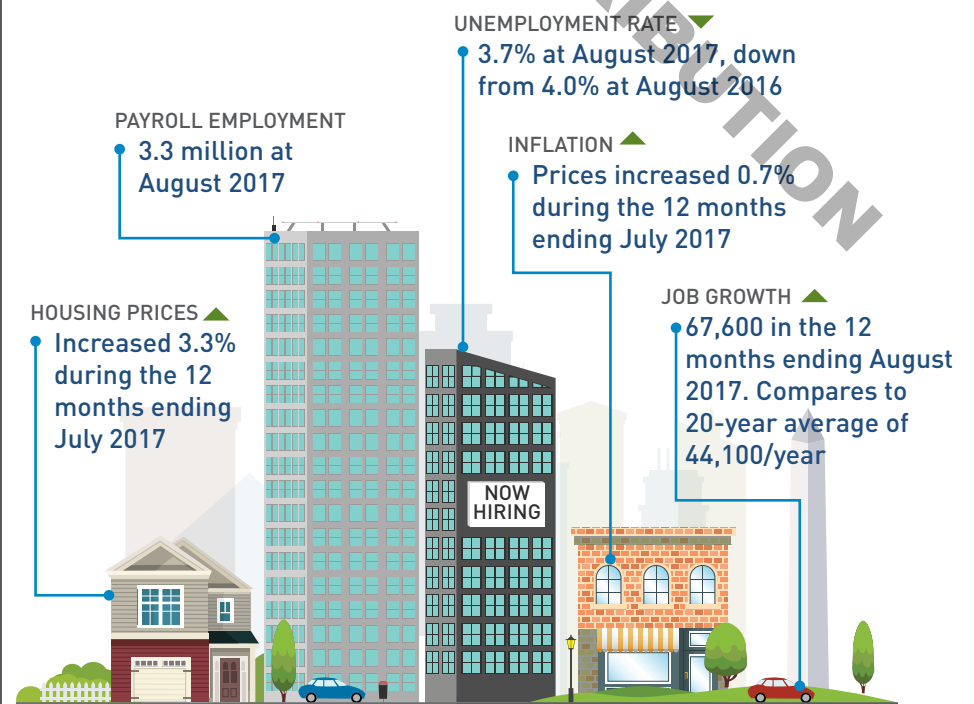 UNEMPLOYMENT RATE
3.7% at August 2017, down
from 4.0% at August 2016
PAYROLL EMPLOYMENT
3.3 million at
August 2017
INFLATION
Prices increased 0.7%
during the 12 months
ending July 2017
HOUSING PRICES
Increased 3.3%
during the 12
months ending
July 2017
JOB GROWTH
67,600 in the 12
months ending August
2017. Compares to
20-year average of
44,100/year
NOW
HIRING